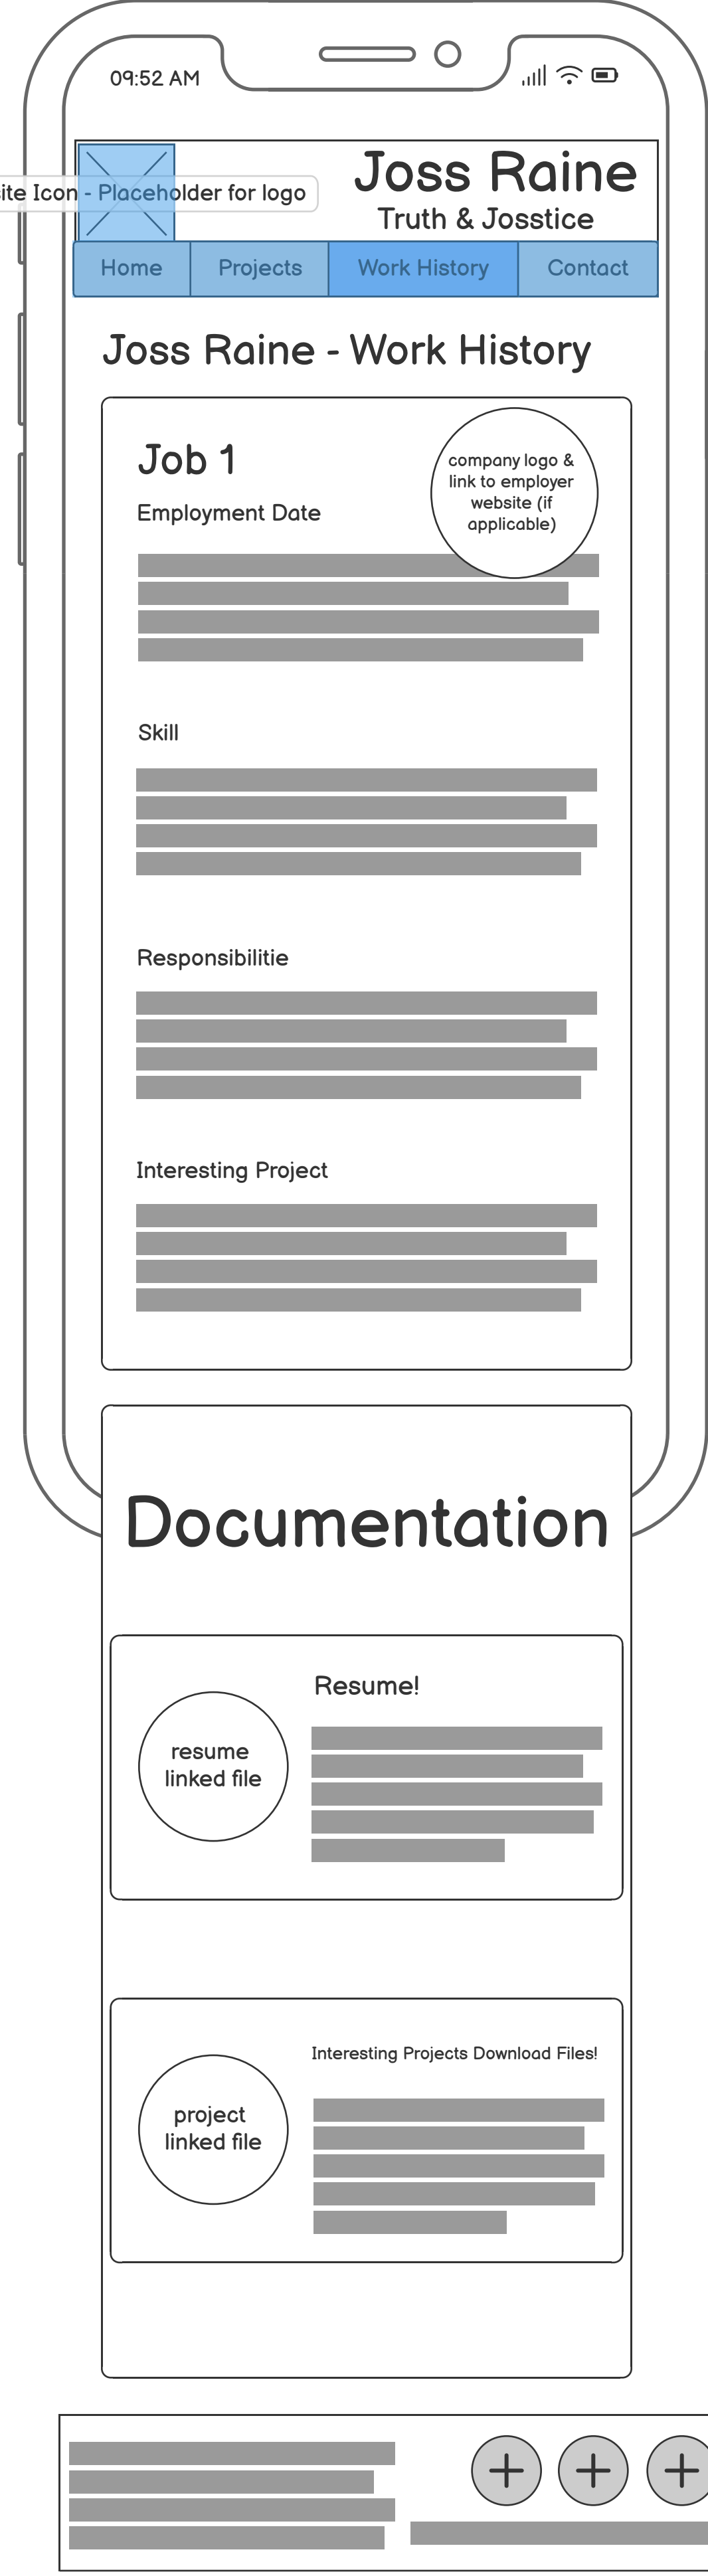 09:52 AM
ite Icon - Placeholder for logo
Joss Raine
Truth & Josstice
Home Projects Work History Contact
Joss Raine - Work History
Job 1
Employment Date
company logo &
link to employer
website (if
applicable)
Skill
Responsibilitie
Interesting Project
Documentation
Resume!
resume
linked file
Interesting Projects Download Files!
project
linked file